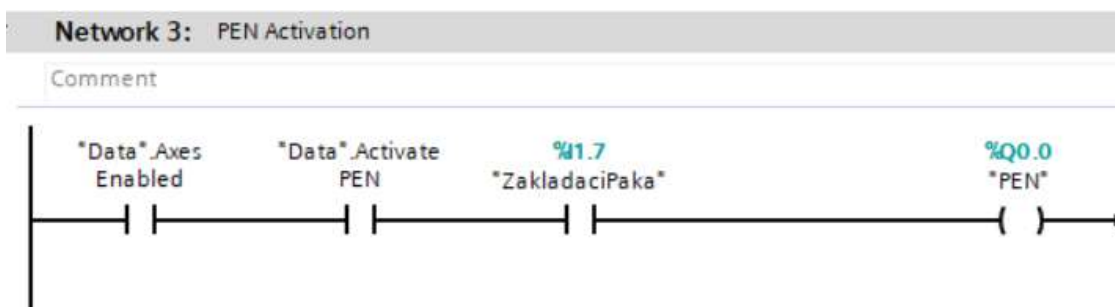 Network 3: PEN Activation
Comment
"Data".Axes Enabled
"Data".Activate PEN
%I1.7
"ZakladaciPaka"
%Q0.0
"PEN"